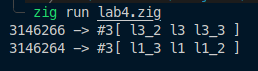 ╰─ zig run lab4.zig
3146266 -> #3[ l3_2 l3 l3_3 ]
3146264 -> #3[ l1_3 l1 l1_2 ]